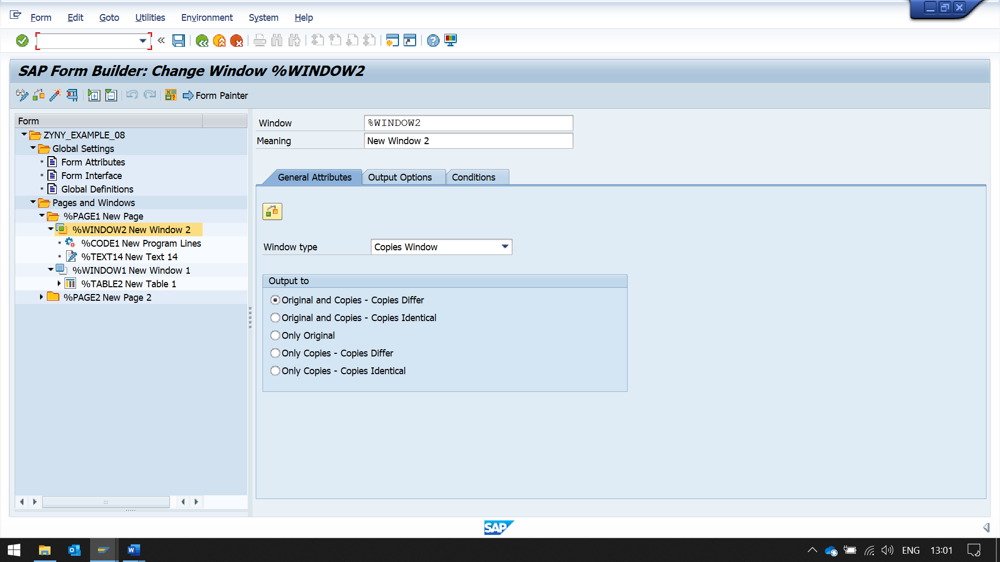 Form Edit Goto Utilities Environment System Help
SAP Form Builder: Change Window %WINDOW2
Form Painter
Form
ZYNY_EXAMPLE_08
Global Settings
Form Attributes
Form Interface
Global Definitions
Pages and Windows
%PAGE1 New Page
%WINDOW2 New Window 2
%CODE1 New Program Lines
%TEXT14 New Text 14
%WINDOW1 New Window 1
%TABLE2 New Table 1
%PAGE2 New Page 2
Window %WINDOW2
Meaning New Window 2
General Attributes Output Options Conditions
Window type Copies Window
Output to
Original and Copies - Copies Differ
Original and Copies - Copies Identical
Only Original
Only Copies - Copies Differ
Only Copies - Copies Identical
SAP
ENG 13:01